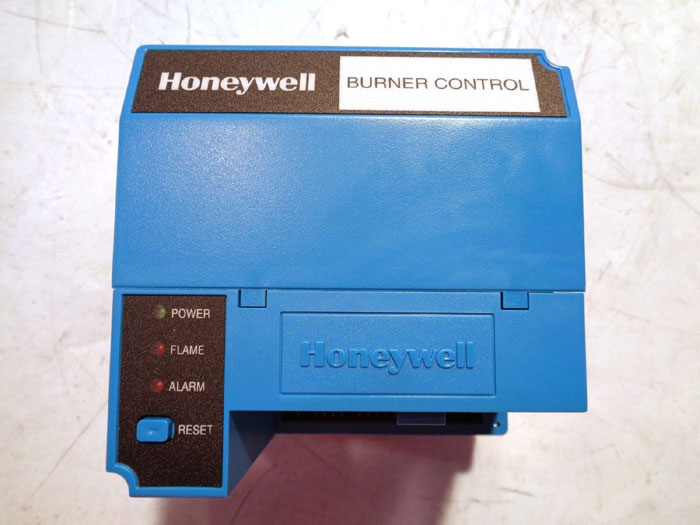 Honeywell BURNER CONTROL
POWER
FLAME
Honeywell
ALARM
RESET